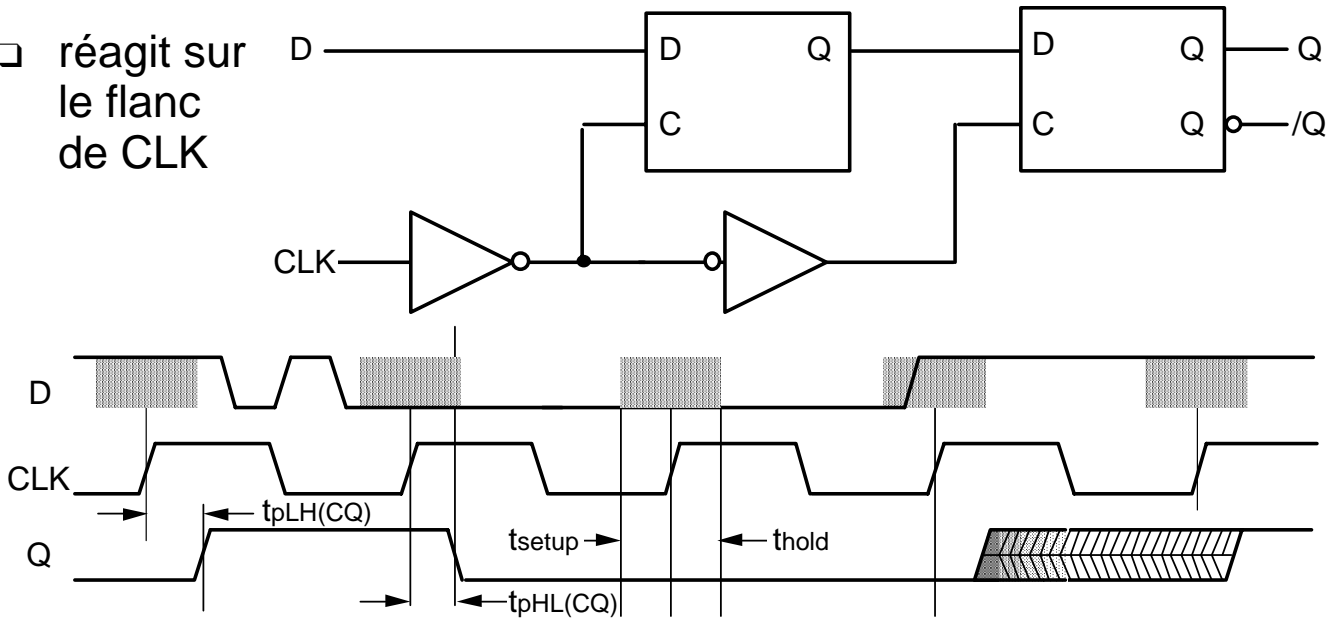 ❑ réagit sur
le flanc
de CLK
D
D Q
C
D Q
C Q
Q
/Q
CLK
D
CLK
tpLH(CQ)
Q
tsetup
thold
tpHL(CQ)